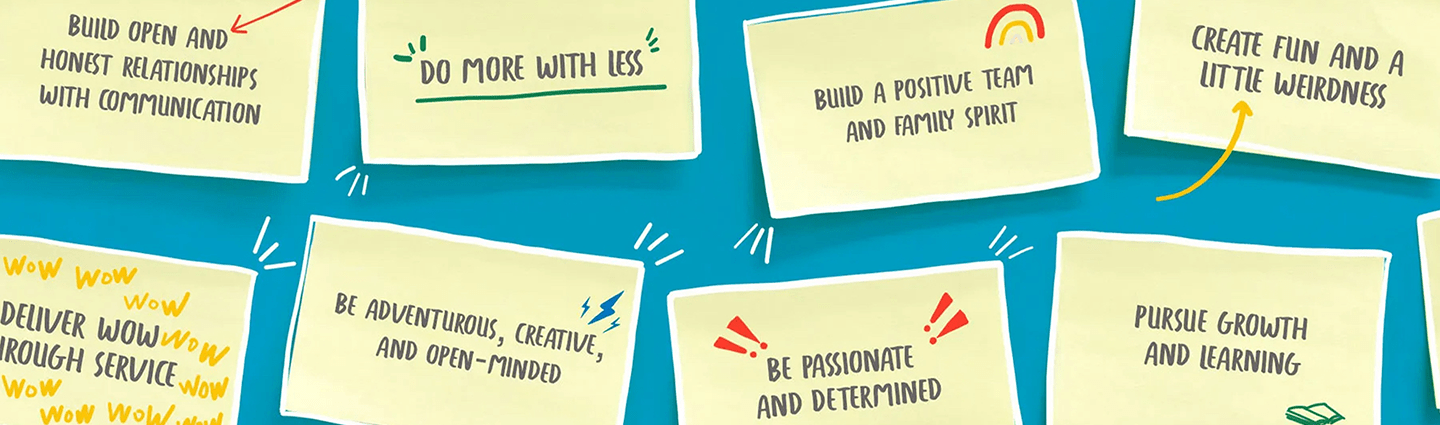 BUILD OPEN AND
HONEST RELATIONSHIPS
WITH COMMUNICATION
DO MORE WITH LESS
BUILD A POSITIVE TEAM
AND FAMILY SPIRIT
CREATE FUN AND A
LITTLE WEIRDNESS
WOW WOW
WOW
DELIVER WOW WOW
HROUGH SERVICE
WOW WOW
WOW WOW WOW
BE ADVENTUROUS, CREATIVE,
AND OPEN-MINDED
BE PASSIONATE
AND DETERMINED
PURSUE GROWTH
AND LEARNING